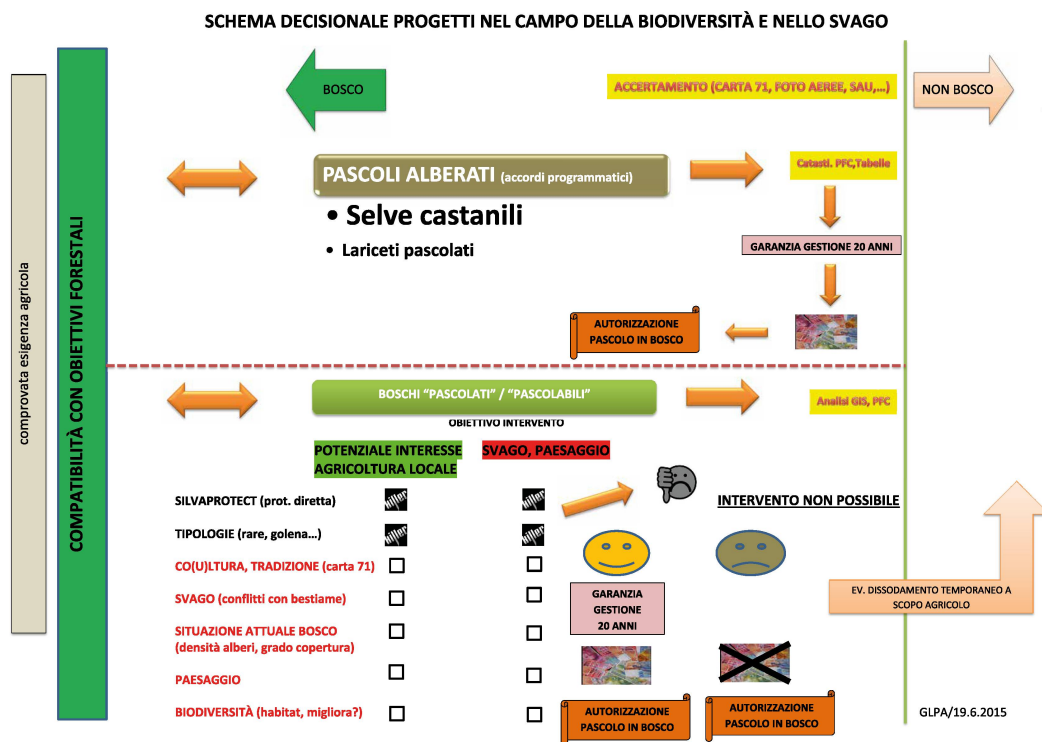 SCHEMA DECISIONALE PROGETTI NEL CAMPO DELLA BIODIVERSITÀ E NELLO SVAGO
comprovata esigenza agricola
COMPATIBILITÀ CON OBIETTIVI FORESTALI
BOSCO
ACCERTAMENTO (CARTA 71, FOTO AEREE, SAU,...)
NON BOSCO
PASCOLI ALBERATI (accordi programmatici)
Catasti. PFC,Tabelle
• Selve castanili
• Lariceti pascolati
GARANZIA GESTIONE 20 ANNI
AUTORIZZAZIONE
PASCOLO IN BOSCO
BOSCHI "PASCOLATI" / "PASCOLABILI"
Analisi GIS, PFC
OBIETTIVO INTERVENTO
POTENZIALE INTERESSE
AGRICOLTURA LOCALE
SVAGO, PAESAGGIO
SILVAPROTECT (prot. diretta)
killer
killer
INTERVENTO NON POSSIBILE
TIPOLOGIE (rare, golena...)
killer
killer
CO(U)LTURA, TRADIZIONE (carta 71)
SVAGO (conflitti con bestiame)
GARANZIA
GESTIONE
20 ANNI
EV. DISSODAMENTO TEMPORANEO A
SCOPO AGRICOLO
SITUAZIONE ATTUALE BOSCO
(densità alberi, grado copertura)
PAESAGGIO
BIODIVERSITÀ (habitat, migliora?)
AUTORIZZAZIONE
PASCOLO IN BOSCO
AUTORIZZAZIONE
PASCOLO IN BOSCO
GLPA/19.6.2015